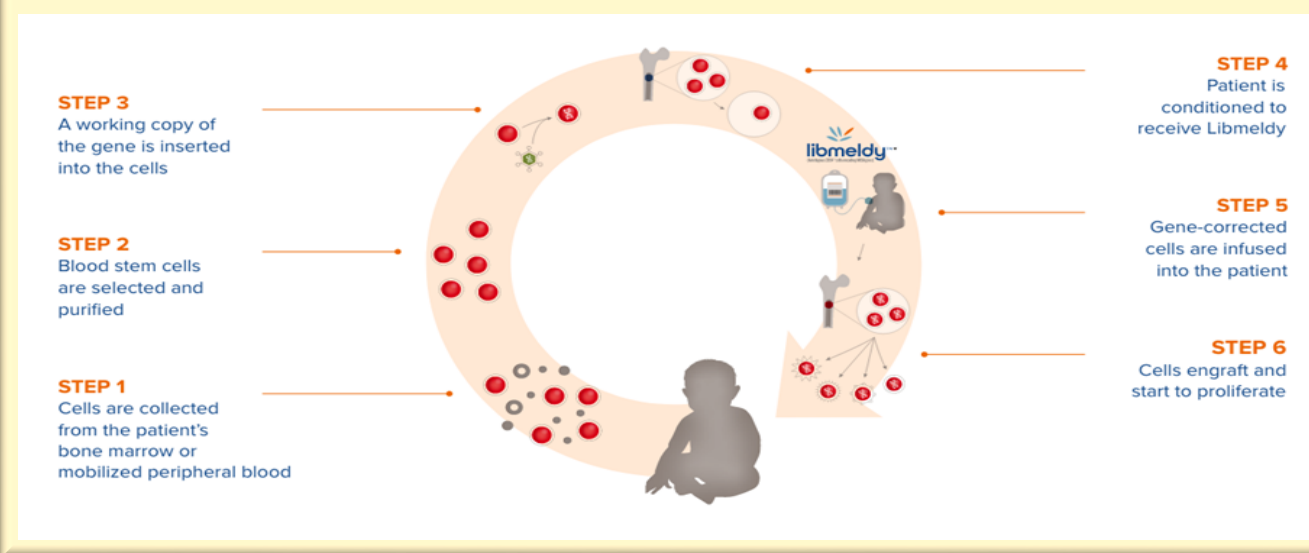 STEP 1
Cells are collected
from the patient's
bone marrow or
mobilized peripheral blood
STEP 2
Blood stem cells
are selected and
purified
STEP 3
A working copy of
the gene is inserted
into the cells
STEP 4
Patient is
conditioned to
receive Libmeldy
libmeldy
STEP 5
Gene-corrected
cells are infused
into the patient
STEP 6
Cells engraft and
start to proliferate